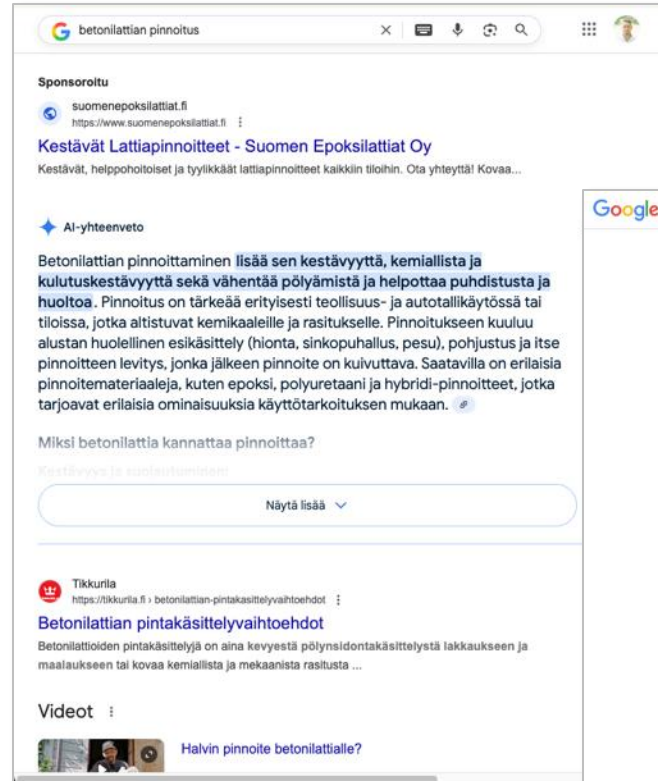 betonilattian pinnoitus
Sponsoroitu
suomenepoksilattiat.fi
https://www.suomenepoksilattiat.fi
Kestävät Lattiapinnoitteet - Suomen Epoksilattiat Oy
Kestävät, helppohoitoiset ja tyylikkäät lattiapinnoitteet kaikkiin tiloihin. Ota yhteyttä! Kovaa...
Google
AI-yhteenveto
Betonilattian pinnoittaminen lisää sen kestävyyttä, kemiallista ja
kulutuskestävyyttä sekä vähentää pölyämistä ja helpottaa puhdistusta ja
huoltoa. Pinnoitus on tärkeää erityisesti teollisuus- ja autotallikäytössä tai
tiloissa, jotka altistuvat kemikaaleille ja rasitukselle. Pinnoitukseen kuuluu
alustan huolellinen esikäsittely (hionta, sinkopuhallus, pesu), pohjustus ja itse
pinnoitteen levitys, jonka jälkeen pinnoite on kuivuttava. Saatavilla on erilaisia
pinnoitemateriaaleja, kuten epoksi, polyuretaani ja hybridi-pinnoitteet, jotka
tarjoavat erilaisia ominaisuuksia käyttötarkoituksen mukaan.
Miksi betonilattia kannattaa pinnoittaa?
Kestävyys ja suojautuminen:
Näytä lisää
Tikkurila
https://tikkurila.fi › betonilattian-pintakasittelyvaihtoehdot
Betonilattian pintakäsittelyvaihtoehdot
Betonilattioiden pintakäsittelyjä on aina kevyestä pölynsidontakäsittelystä lakkaukseen ja
maalaukseen tai kovaa kemiallista ja mekaanista rasitusta ...
Videot
Halvin pinnoite betonilattialle?